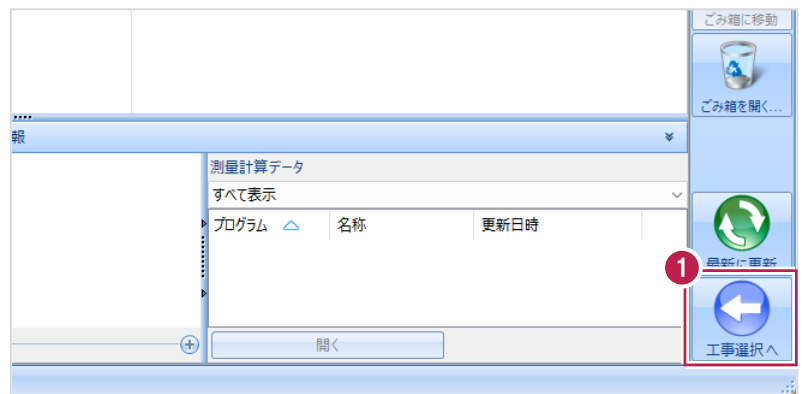 ごみ箱に移動
ごみ箱を開く...
報
測量計算データ
すべて表示
プログラム 名称 更新日時
最新に更新
1
開く
工事選択へ